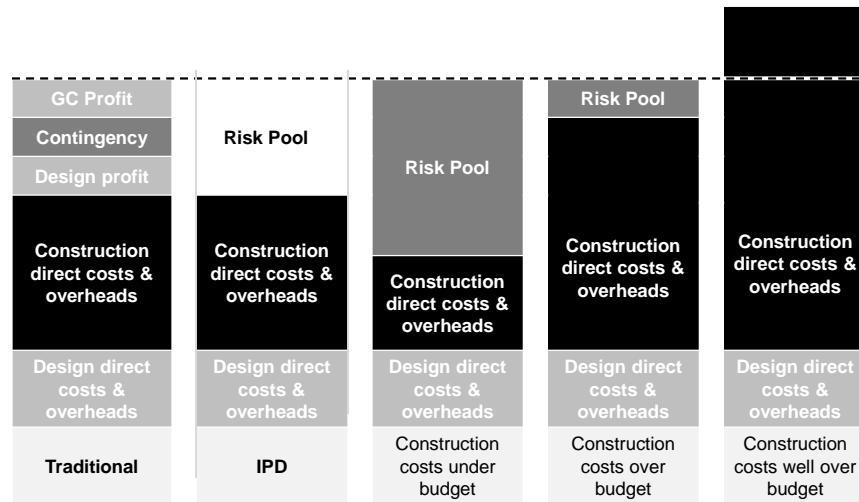 GC Profit
Contingency
Design profit
Construction
direct costs &
overheads
Design direct
costs &
overheads
Traditional
Risk Pool
Construction
direct costs &
overheads
Design direct
costs &
overheads
IPD
Risk Pool
Construction
direct costs &
overheads
Design direct
costs &
overheads
Construction
costs under
budget
Risk Pool
Construction
direct costs &
overheads
Design direct
costs &
overheads
Construction
costs over
budget
Construction
direct costs &
overheads
Design direct
costs &
overheads
Construction
costs well over
budget